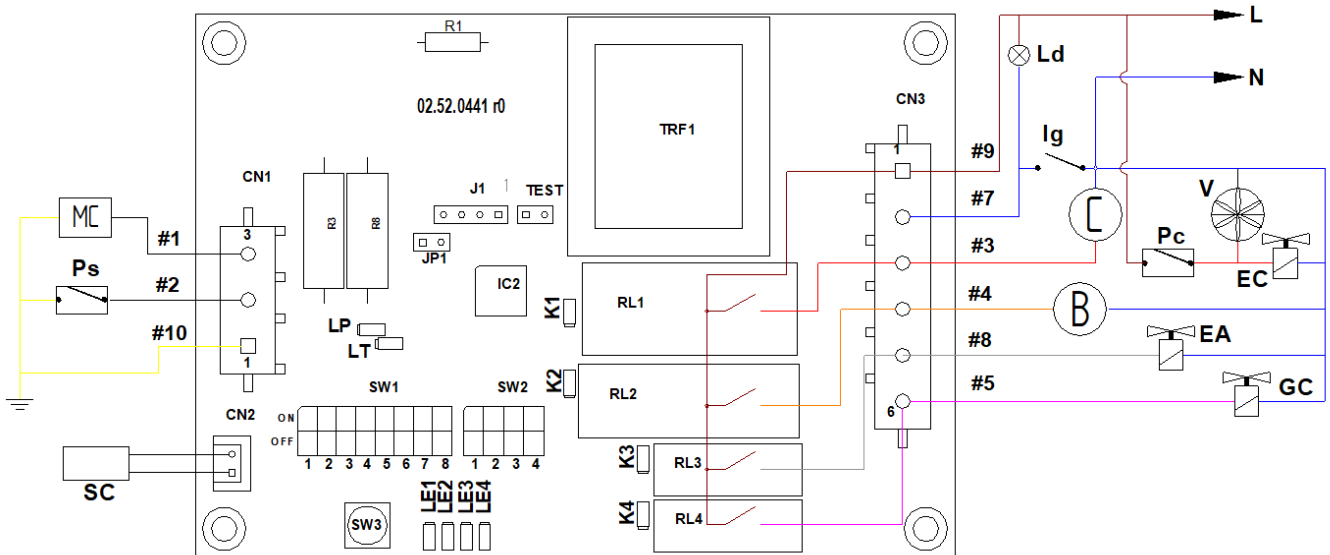 R1
L
Ld
N
02.52.0441 r0
TRF1
CN3
Ig
1
#9
CN1
J1
1
TEST
V
MC
R3
R8
#7
C
3
#1
Pc
#3
Ps
JP1
IC2
EC
#2
RL1
#4
B
K1
LP
#10
EA
LT
#8
1
K2
SW1
SW2
RL2
#5
GC
CN2
ON
6
OFF
1 2 3 4 5 6 7 8
1 2 3 4
K3
RL3
SC
LE1
LE2
LE3
LE4
K4
RL4
SW3